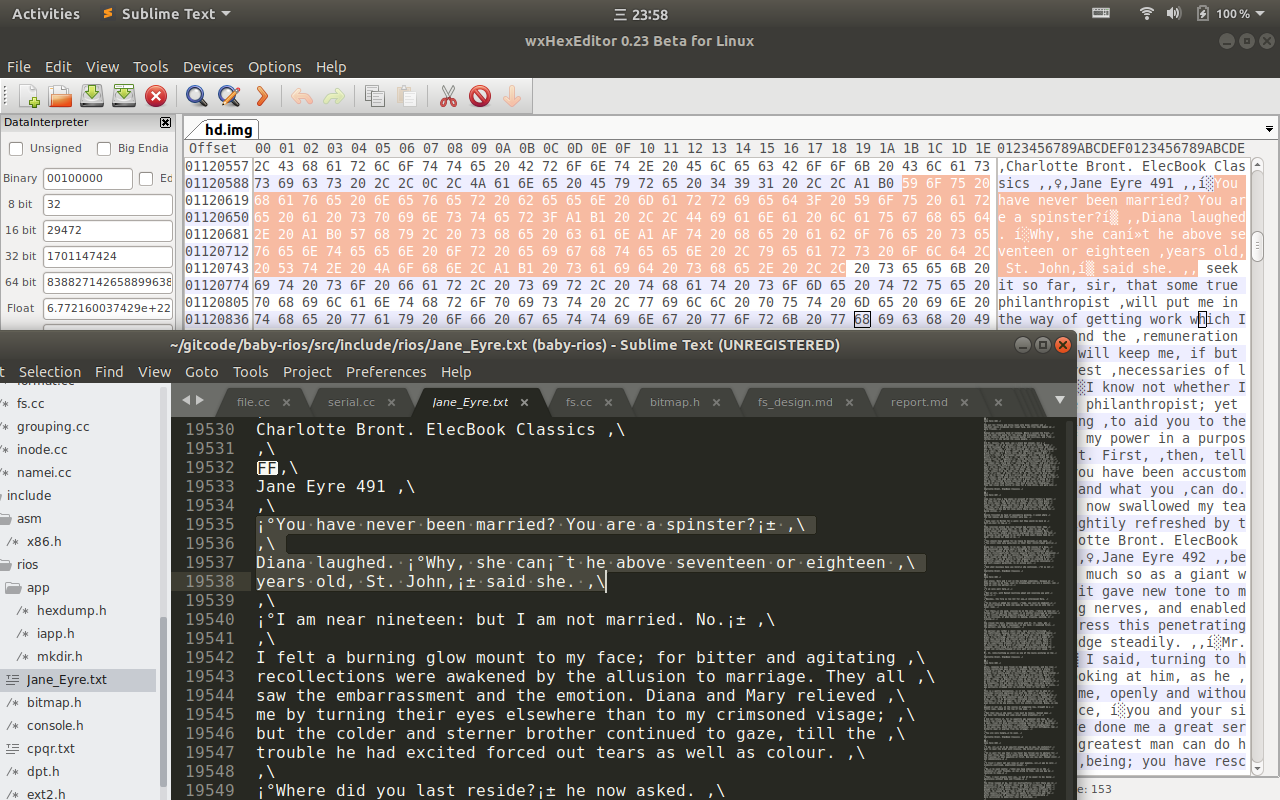 Activities Sublime Text 三 23:58 100%
wxHexEditor 0.23 Beta for Linux
File Edit View Tools Devices Options Help
DataInterpreter
Unsigned Big Endia
Binary 00100000 Ed
8 bit 32
16 bit 29472
32 bit 1701147424
64 bit 838827142658899638
Float 6.772160037429e+22
hd.img
Offset 00 01 02 03 04 05 06 07 08 09 0A 0B 0C 0D 0E 0F 10 11 12 13 14 15 16 17 18 19 1A 1B 1C 1D 1E 0123456789ABCDEF0123456789ABCDE
01120557 2C 43 68 61 72 6C 6F 74 74 65 20 42 72 6F 6E 74 2E 20 45 6C 65 63 42 6F 6F 6B 20 43 6C 61 73 ,Charlotte Bront. ElecBook Clas
01120588 73 69 63 73 20 2C 2C 0C 2C 4A 61 6E 65 20 45 79 72 65 20 34 39 31 20 2C 2C A1 B0 59 6F 75 20 sics ,,♀,Jane Eyre 491 ,,í░You
01120619 68 61 76 65 20 6E 65 76 65 72 20 62 65 65 6E 20 6D 61 72 72 69 65 64 3F 20 59 6F 75 20 61 72 have never been married? You ar
01120650 65 20 61 20 73 70 69 6E 73 74 65 72 3F A1 B1 20 2C 2C 44 69 61 6E 61 20 6C 61 75 67 68 65 64 e a spinster?í▒ ,,Diana laughed
01120681 2E 20 A1 B0 57 68 79 2C 20 73 68 65 20 63 61 6E A1 AF 74 20 68 65 20 61 62 6F 76 65 20 73 65 . í░Why, she caní»t he above se
01120712 76 65 6E 74 65 65 6E 20 6F 72 20 65 69 67 68 74 65 65 6E 20 2C 79 65 61 72 73 20 6F 6C 64 2C venteen or eighteen ,years old,
01120743 20 53 74 2E 20 4A 6F 68 6E 2C A1 B1 20 73 61 69 64 20 73 68 65 2E 20 2C 2C 20 73 65 65 6B 20 St. John,í▒ said she. ,, seek
01120774 69 74 20 73 6F 20 66 61 72 2C 20 73 69 72 2C 20 74 68 61 74 20 73 6F 6D 65 20 74 72 75 65 20 it so far, sir, that some true
01120805 70 68 69 6C 61 6E 74 68 72 6F 70 69 73 74 20 2C 77 69 6C 6C 20 70 75 74 20 6D 65 20 69 6E 20 philanthropist ,will put me in
01120836 74 68 65 20 77 61 79 20 6F 66 20 67 65 74 74 69 6E 67 20 77 6F 72 6B 20 77 68 69 63 68 20 49 the way of getting work which I
nd the ,remuneration
will keep me, if but
est ,necessaries of l
I know not whether I
philanthropist; yet
ng ,to aid you to the
my power in a purpos
t. First, ,then, tell
ou have been accustom
and what you ,can do.
now swallowed my tea
ghtily refreshed by t
otte Bront. ElecBook
,♀,Jane Eyre 492 ,,be
much so as a giant w
it gave new tone to m
g nerves, and enabled
ress this penetrating
dge steadily. ,,í░Mr.
I said, turning to h
oking at him, as he ,
me, openly and withou
ce, í░you and your si
e done me a great ser
greatest man can do h
,being; you have resc
e: 153
~/gitcode/baby-rios/src/include/rios/Jane_Eyre.txt (baby-rios) - Sublime Text (UNREGISTERED)
t Selection Find View Goto Tools Project Preferences Help
file.cc serial.cc Jane_Eyre.txt fs.cc bitmap.h fs_design.md report.md
format.cc
fs.cc
grouping.cc
inode.cc
namei.cc
include
asm
x86.h
rios
app
hexdump.h
iapp.h
mkdir.h
Jane_Eyre.txt
bitmap.h
console.h
cpqr.txt
dpt.h
ext2.h
19530 Charlotte Bront. ElecBook Classics ,\
19531 ,\
19532 FF,\
19533 Jane Eyre 491 ,\
19534 ,\
19535 ¡°You have never been married? You are a spinster?¡± ,\
19536 ,\
19537 Diana laughed. ¡°Why, she can¡¯t he above seventeen or eighteen ,\
19538 years old, St. John,¡± said she. ,\
19539 ,\
19540 ¡°I am near nineteen: but I am not married. No.¡± ,\
19541 ,\
19542 I felt a burning glow mount to my face; for bitter and agitating ,\
19543 recollections were awakened by the allusion to marriage. They all ,\
19544 saw the embarrassment and the emotion. Diana and Mary relieved ,\
19545 me by turning their eyes elsewhere than to my crimsoned visage; ,\
19546 but the colder and sterner brother continued to gaze, till the ,\
19547 trouble he had excited forced out tears as well as colour. ,\
19548 ,\
19549 ¡°Where did you last reside?¡± he now asked. ,\